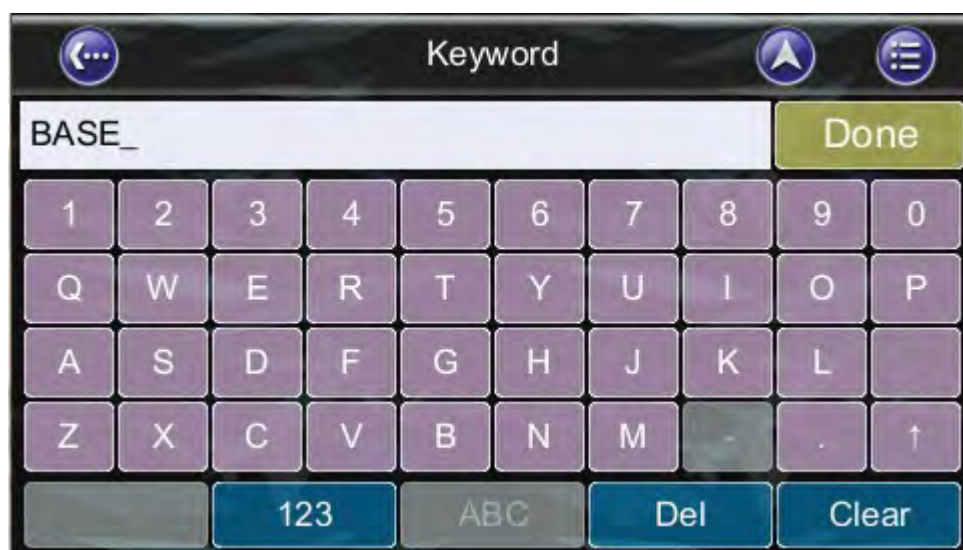 Keyword
BASE_ Done
1 2 3 4 5 6 7 8 9 0
Q W E R T Y U I O P
A S D F G H J K L
Z X C V B N M - . ↑
123 ABC Del Clear